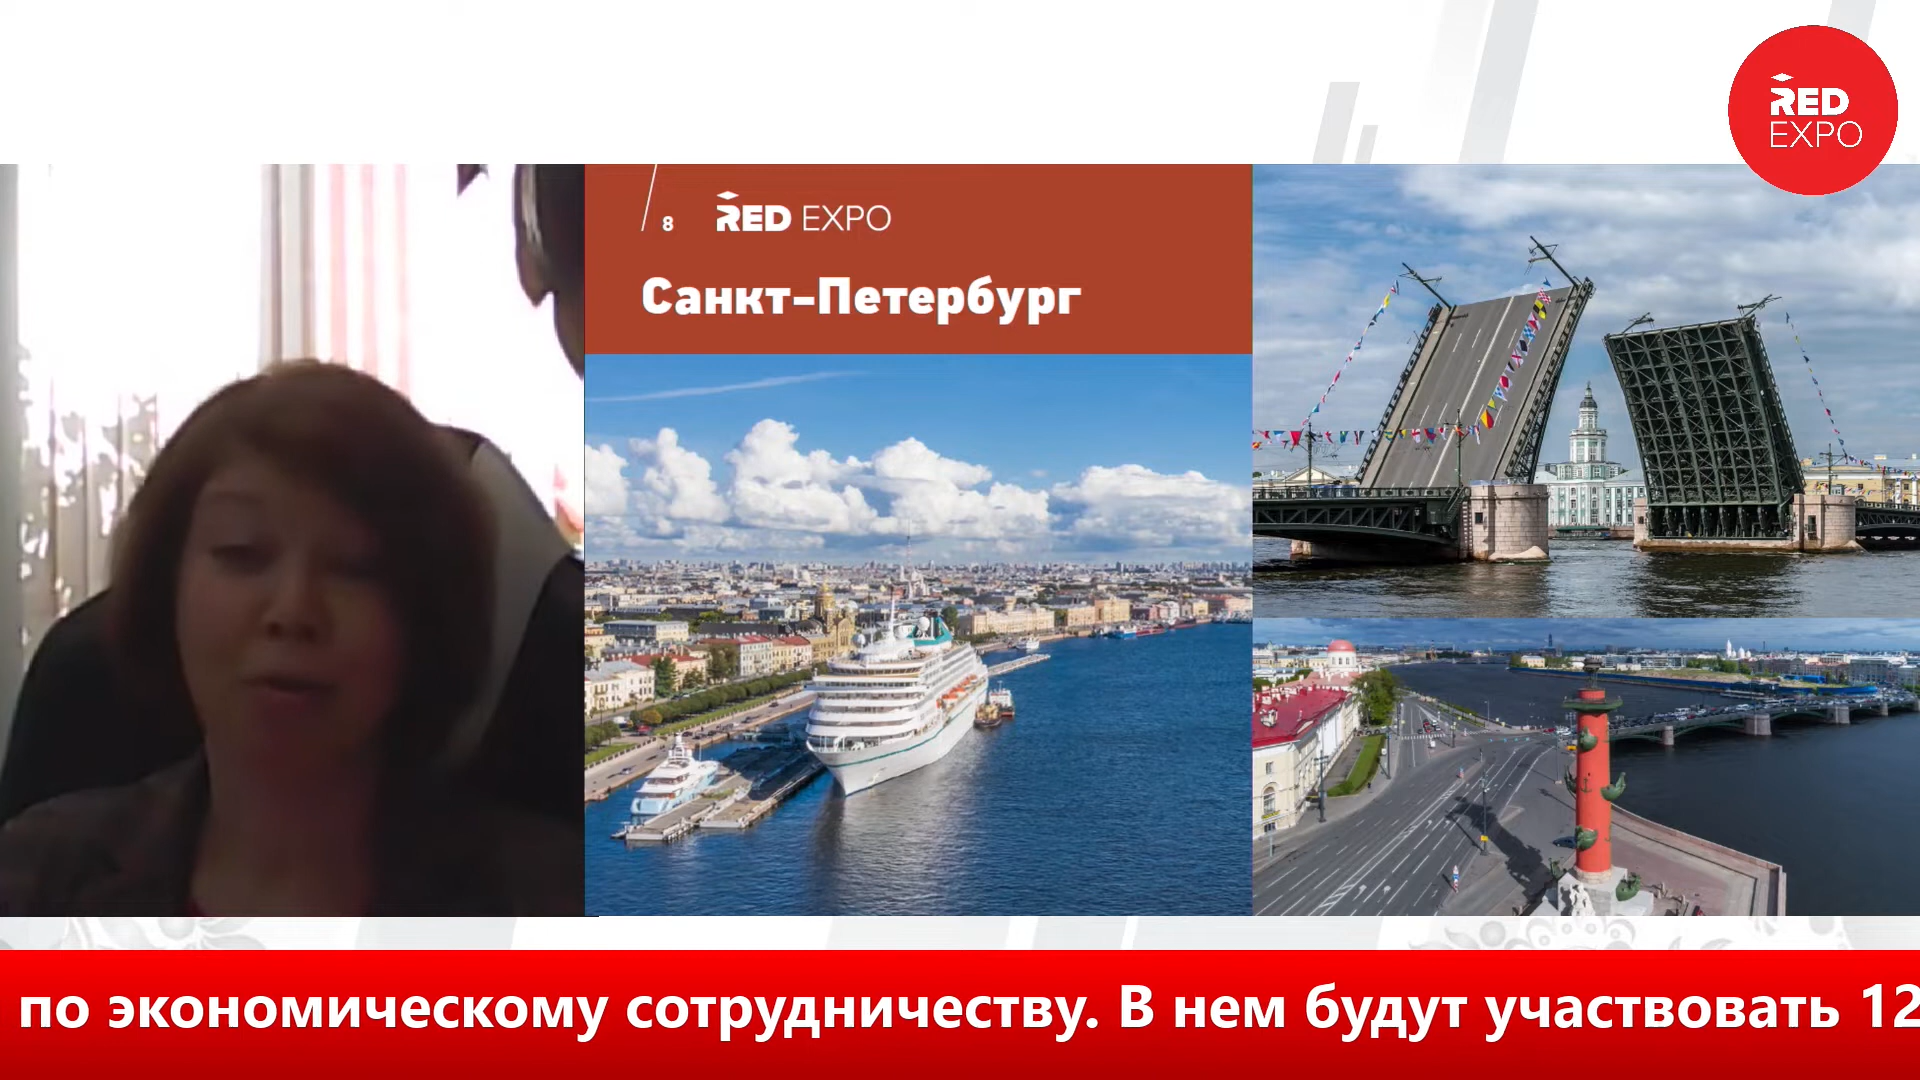 RED
EXPO
8
RED EXPO
Санкт-Петербург
по экономическому сотрудничеству. В нем будут участвовать 12